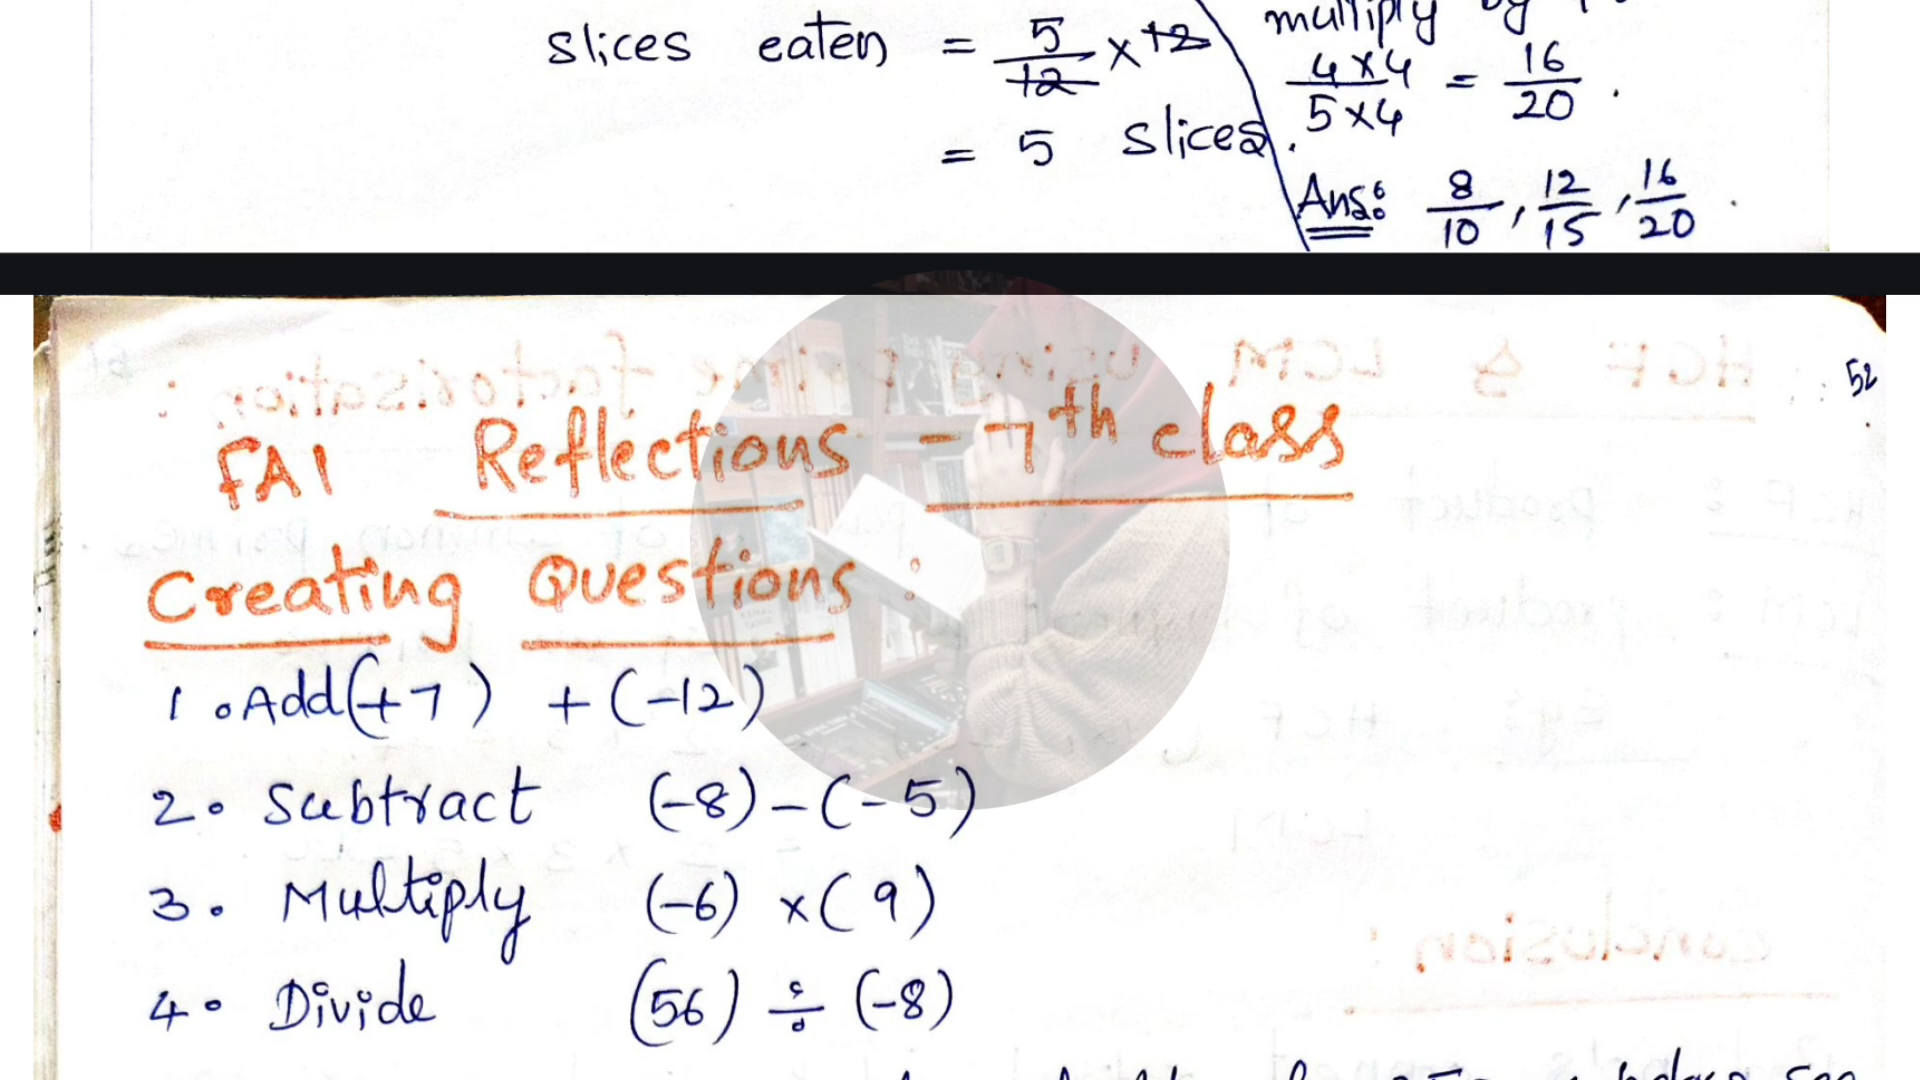 slices eaten = 5/12 × 12
= 5 slices.
multiply by
4×4/5×4 = 16/20 .
Ans: 8/10 , 12/15 , 16/20 .
52
FA1 Reflections - 7th class
Creating Questions :
1. Add (+7) + (-12)
2. Subtract (-8) - (-5)
3. Multiply (-6) × (9)
4. Divide (56) ÷ (-8)